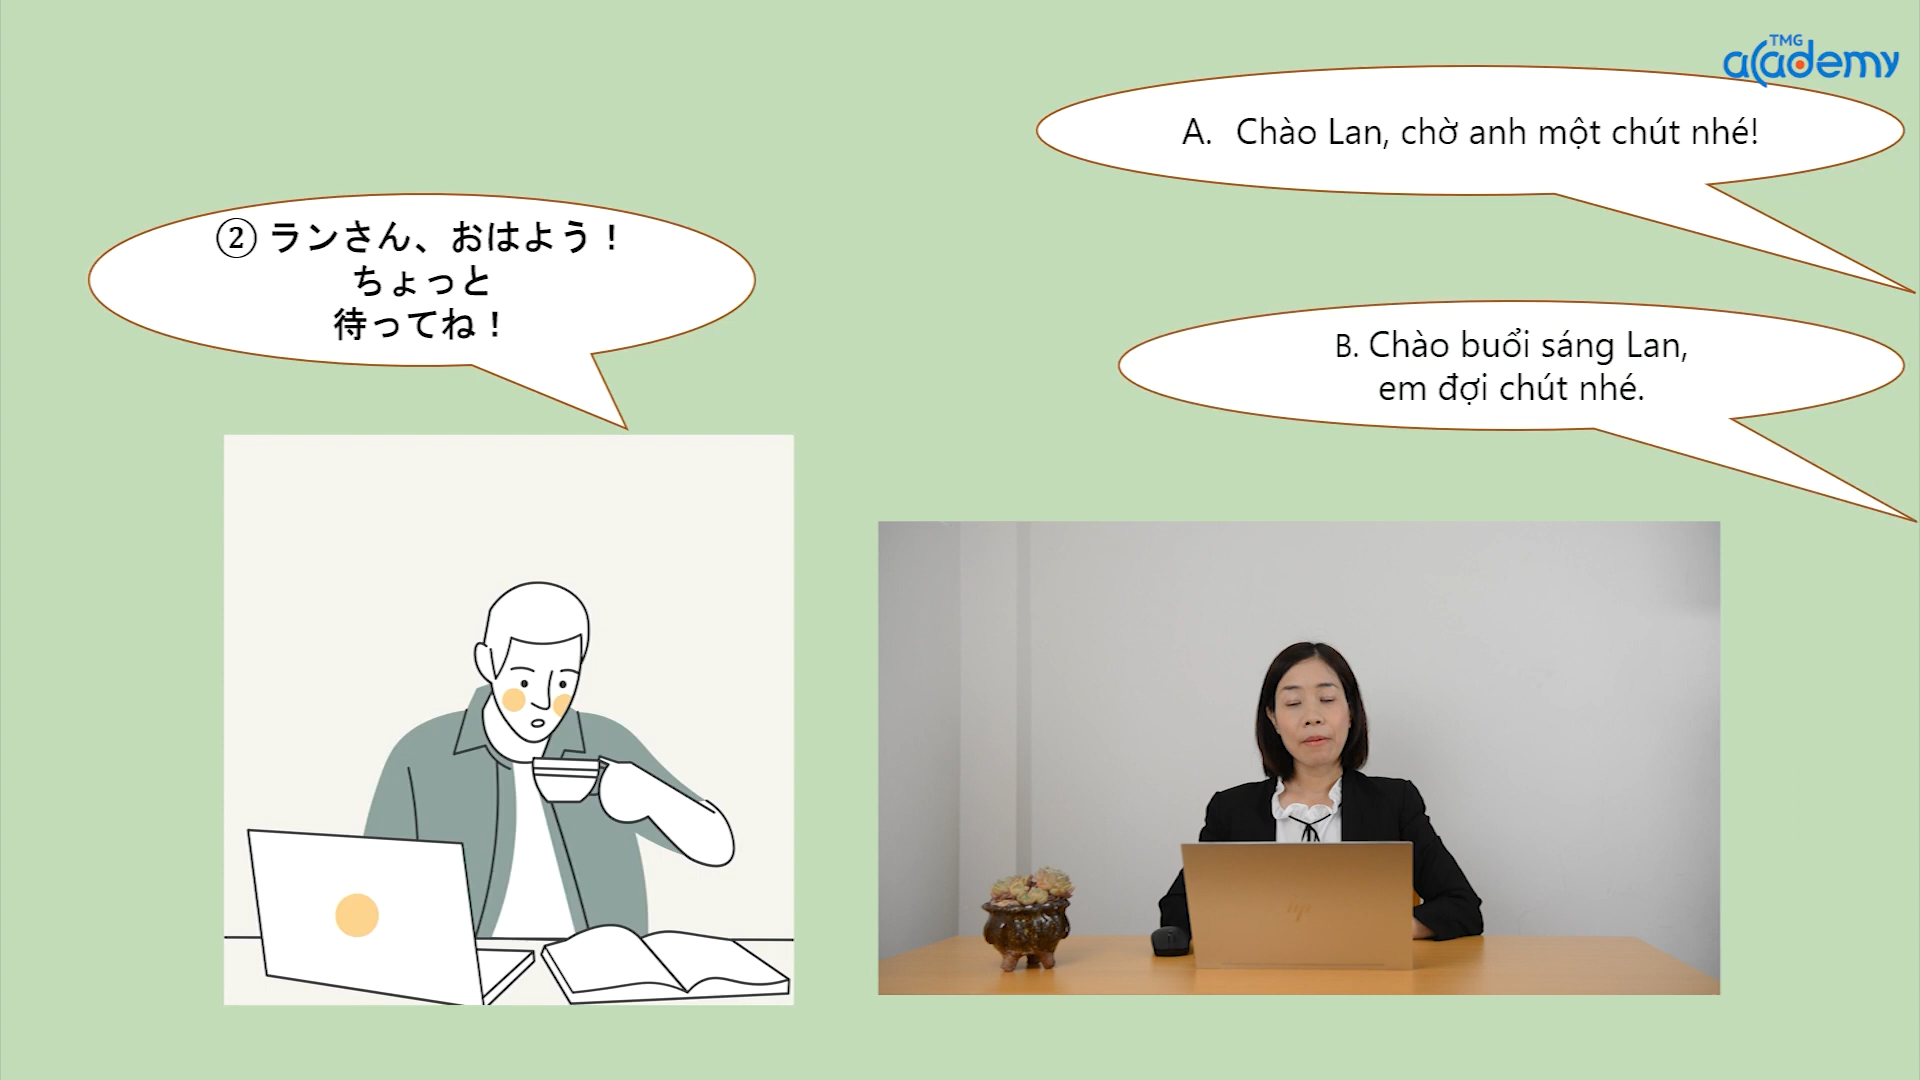 TMG
academy
A. Chào Lan, chờ anh một chút nhé!
② ランさん、おはよう！
ちょっと
待ってね！
B. Chào buổi sáng Lan,
em đợi chút nhé.
hp